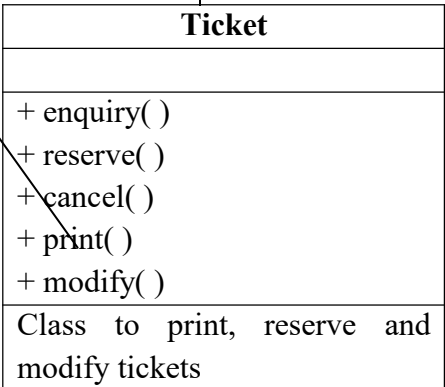 Ticket
+ enquiry( )
+ reserve( )
+ cancel( )
+ print( )
+ modify( )
Class to print, reserve and
modify tickets